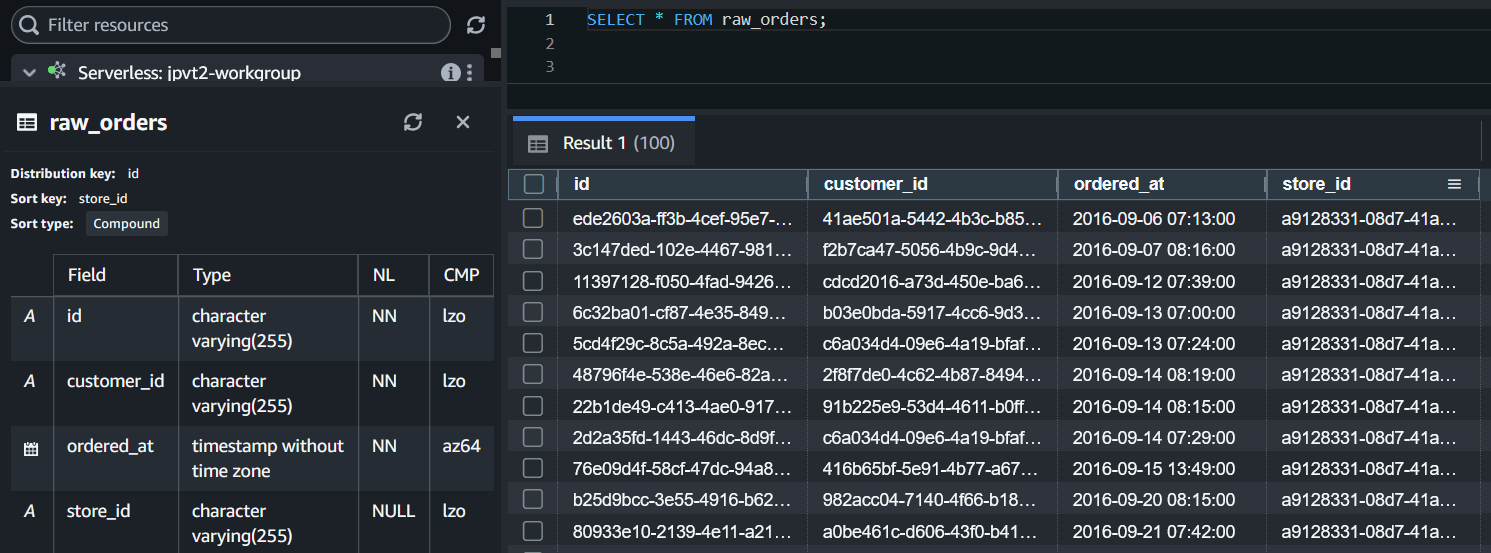 Filter resources
Serverless: jpvt2-workgroup
raw_orders
Distribution key: id
Sort key: store_id
Sort type: Compound
Field Type NL CMP
id character varying(255) NN lzo
customer_id character varying(255) NN lzo
ordered_at timestamp without time zone NN az64
store_id character varying(255) NULL lzo
1 SELECT * FROM raw_orders;
2
3
Result 1 (100)
id customer_id ordered_at store_id
ede2603a-ff3b-4cef-95e7-... 41ae501a-5442-4b3c-b85... 2016-09-06 07:13:00 a9128331-08d7-41a...
3c147ded-102e-4467-981... f2b7ca47-5056-4b9c-9d4... 2016-09-07 08:16:00 a9128331-08d7-41a...
11397128-f050-4fad-9426... cdcd2016-a73d-450e-ba6... 2016-09-12 07:39:00 a9128331-08d7-41a...
6c32ba01-cf87-4e35-849... b03e0bda-5917-4cc6-9d3... 2016-09-13 07:00:00 a9128331-08d7-41a...
5cd4f29c-8c5a-492a-8ec... c6a034d4-09e6-4a19-bfaf... 2016-09-13 07:24:00 a9128331-08d7-41a...
48796f4e-538e-46e6-82a... 2f8f7de0-4c62-4b87-8494... 2016-09-14 08:19:00 a9128331-08d7-41a...
22b1de49-c413-4ae0-917... 91b225e9-53d4-4611-b0ff... 2016-09-14 08:15:00 a9128331-08d7-41a...
2d2a35fd-1443-46dc-8d9f... c6a034d4-09e6-4a19-bfaf... 2016-09-14 07:29:00 a9128331-08d7-41a...
76e09d4f-58cf-47dc-94a8... 416b65bf-5e91-4b77-a67... 2016-09-15 13:49:00 a9128331-08d7-41a...
b25d9bcc-3e55-4916-b62... 982acc04-7140-4f66-b18... 2016-09-20 08:15:00 a9128331-08d7-41a...
80933e10-2139-4e11-a21... a0be461c-d606-43f0-b41... 2016-09-21 07:42:00 a9128331-08d7-41a...